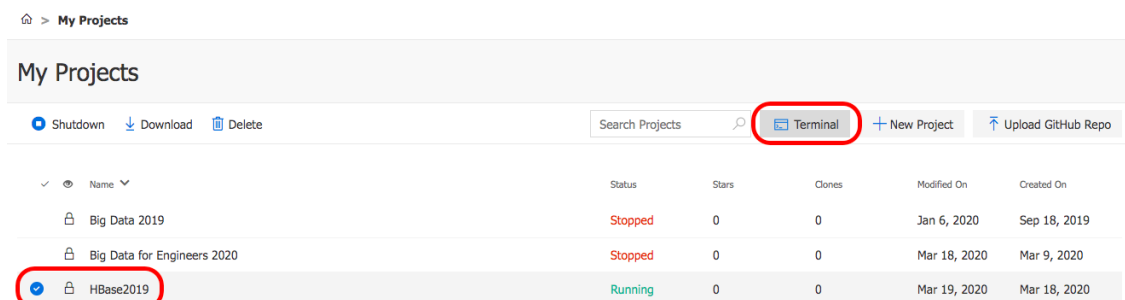 > My Projects
My Projects
Shutdown Download Delete Search Projects Terminal + New Project Upload GitHub Repo
Name Status Stars Clones Modified On Created On
Big Data 2019 Stopped 0 0 Jan 6, 2020 Sep 18, 2019
Big Data for Engineers 2020 Stopped 0 0 Mar 18, 2020 Mar 9, 2020
HBase2019 Running 0 0 Mar 19, 2020 Mar 18, 2020